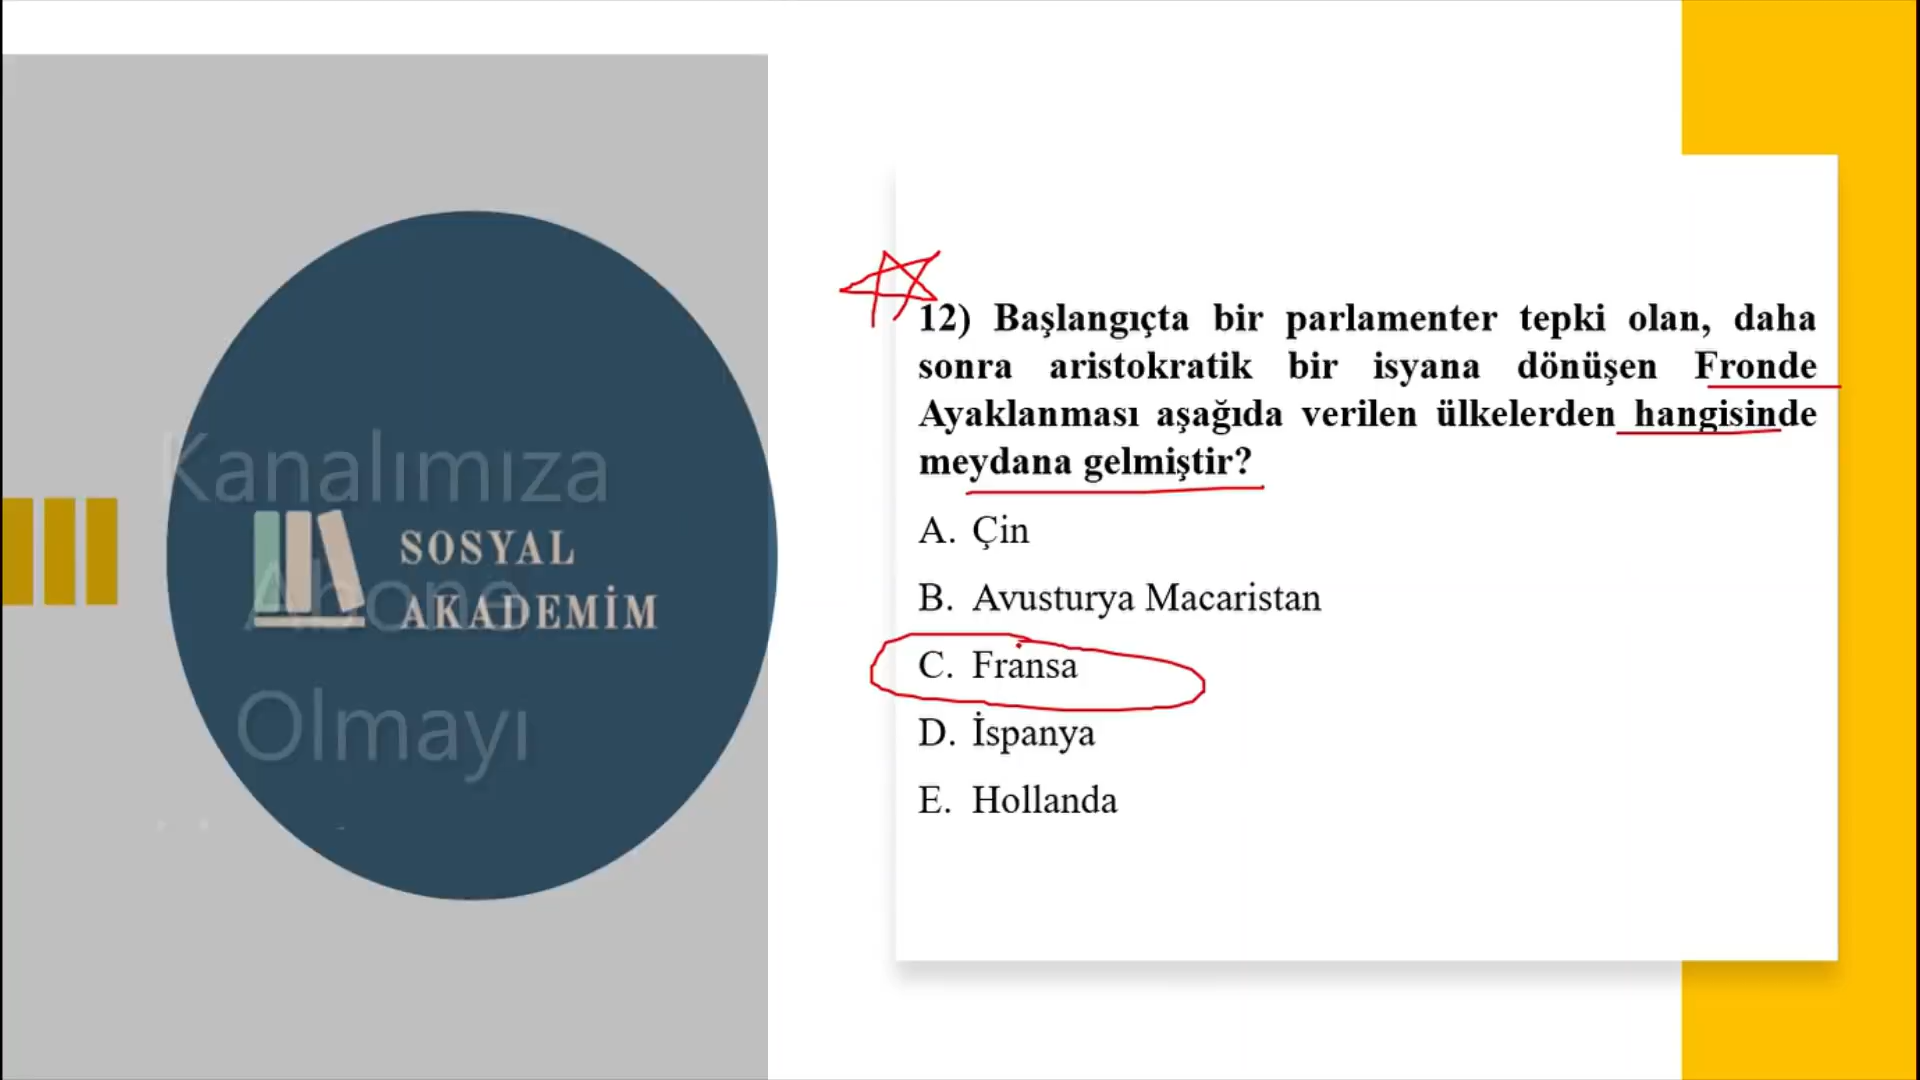 Kanalımıza
SOSYAL
Abone
AKADEMİM
Olmayı
12) Başlangıçta bir parlamenter tepki olan, daha
sonra aristokratik bir isyana dönüşen Fronde
Ayaklanması aşağıda verilen ülkelerden hangisinde
meydana gelmiştir?
A. Çin
B. Avusturya Macaristan
C. Fransa
D. İspanya
E. Hollanda